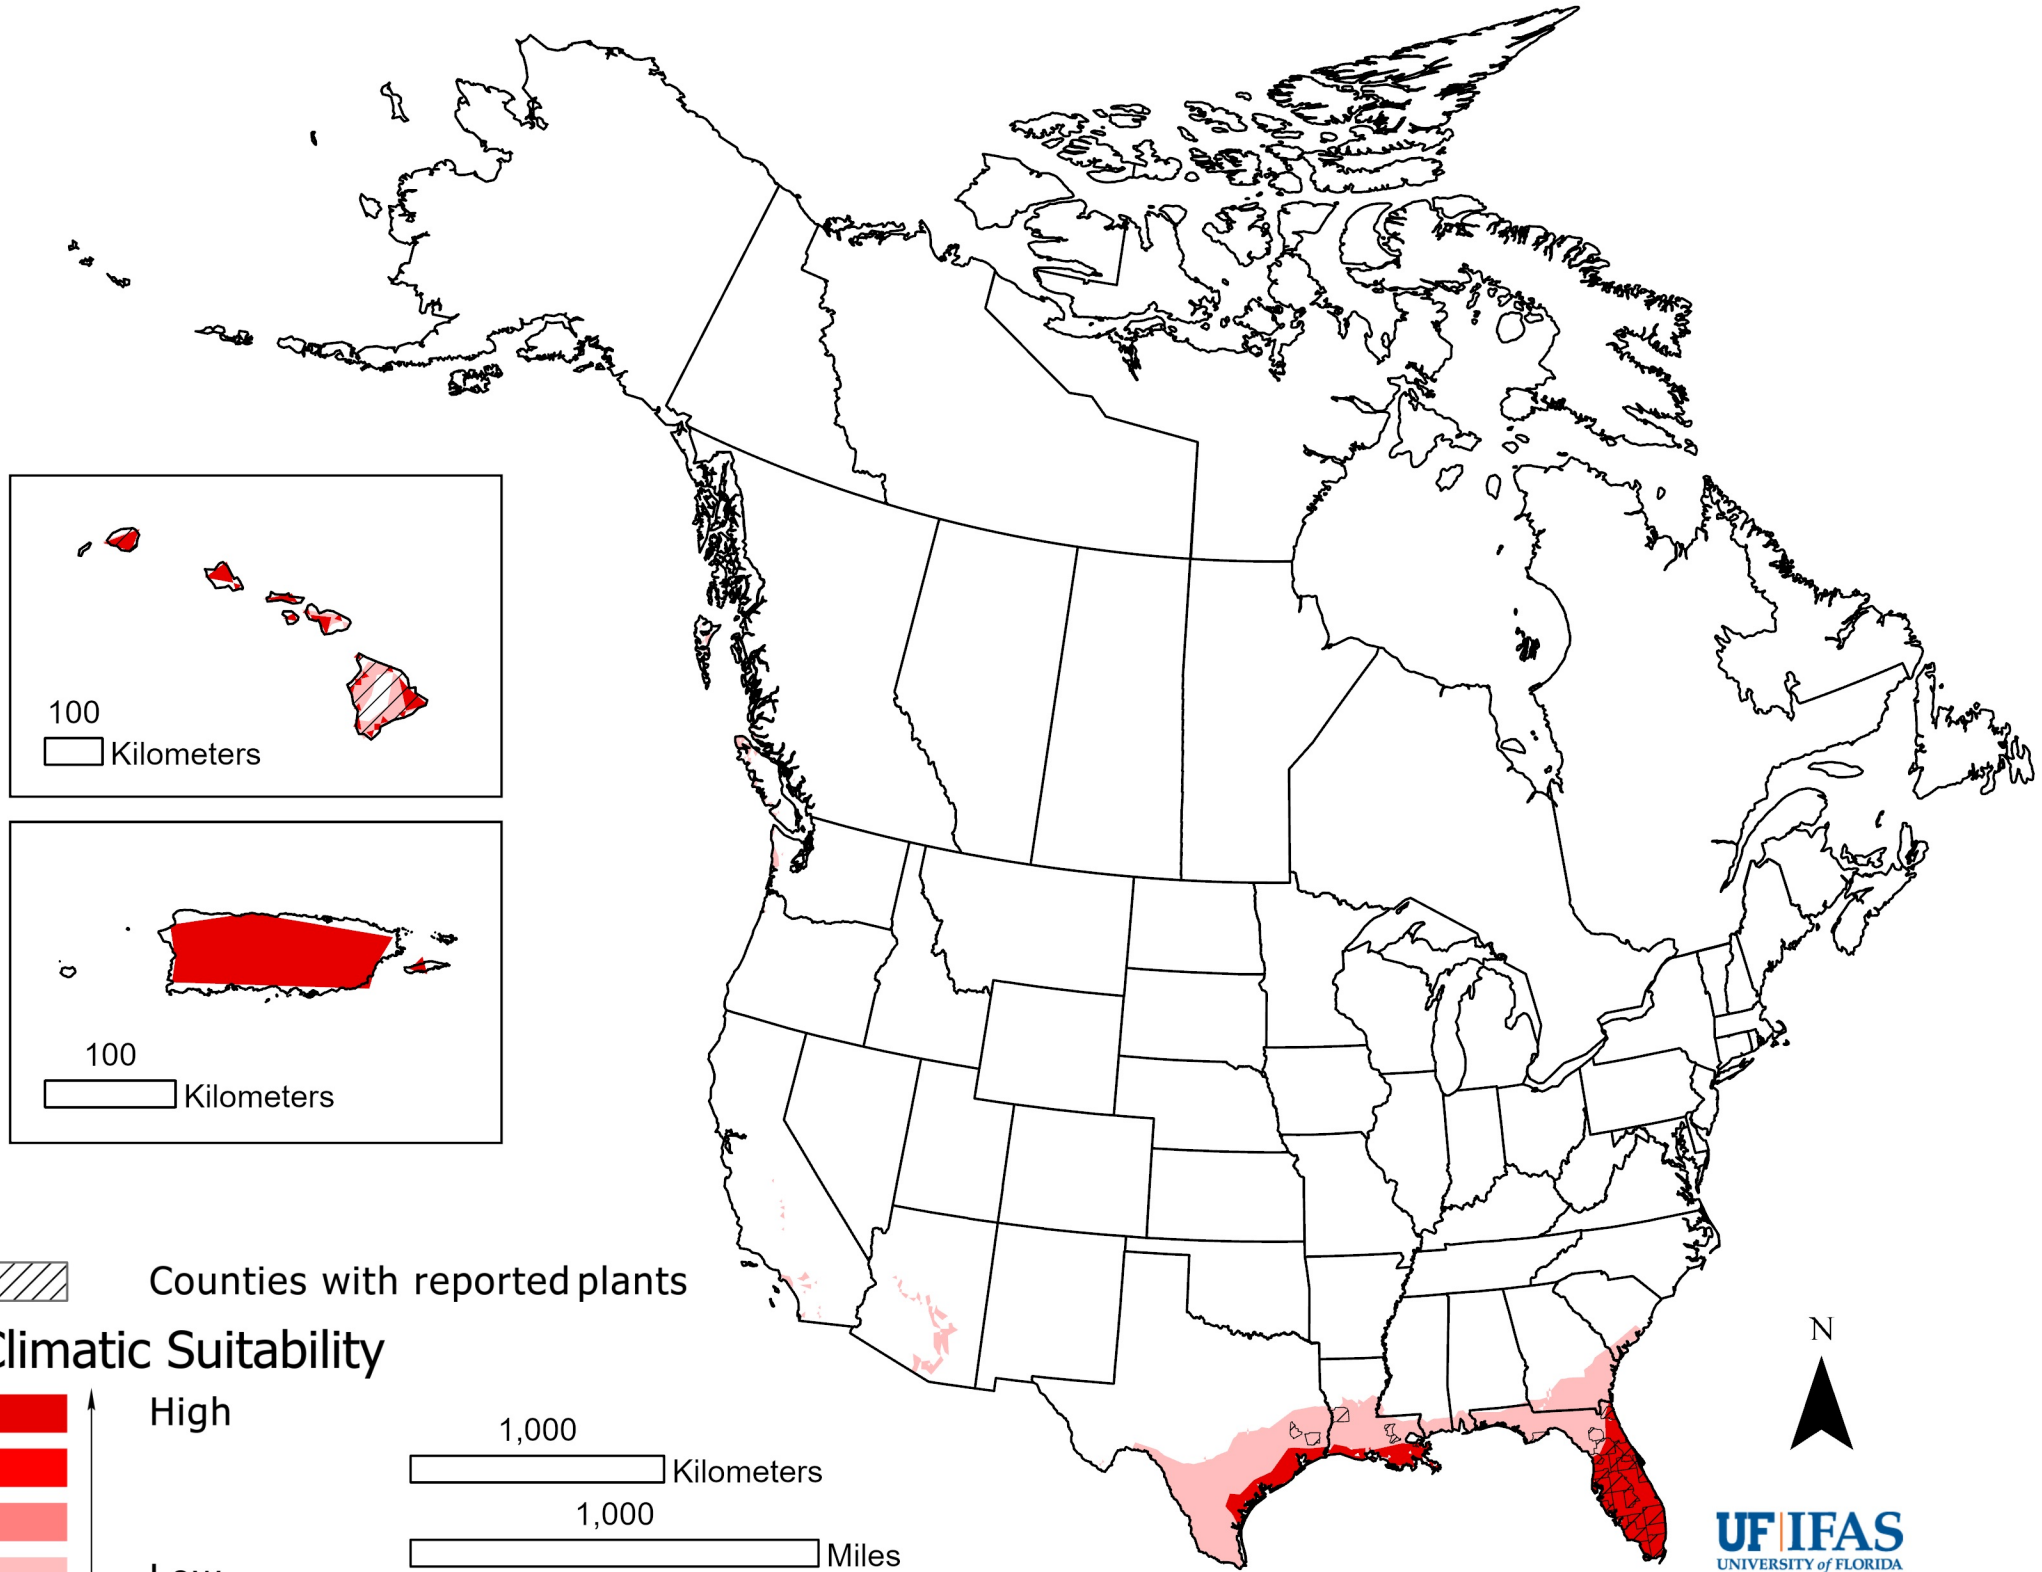 100
Kilometers
100
Kilometers
Counties with reported plants
Climatic Suitability
High
1,000
Kilometers
1,000
Miles
N
UF|IFAS
UNIVERSITY of FLORIDA